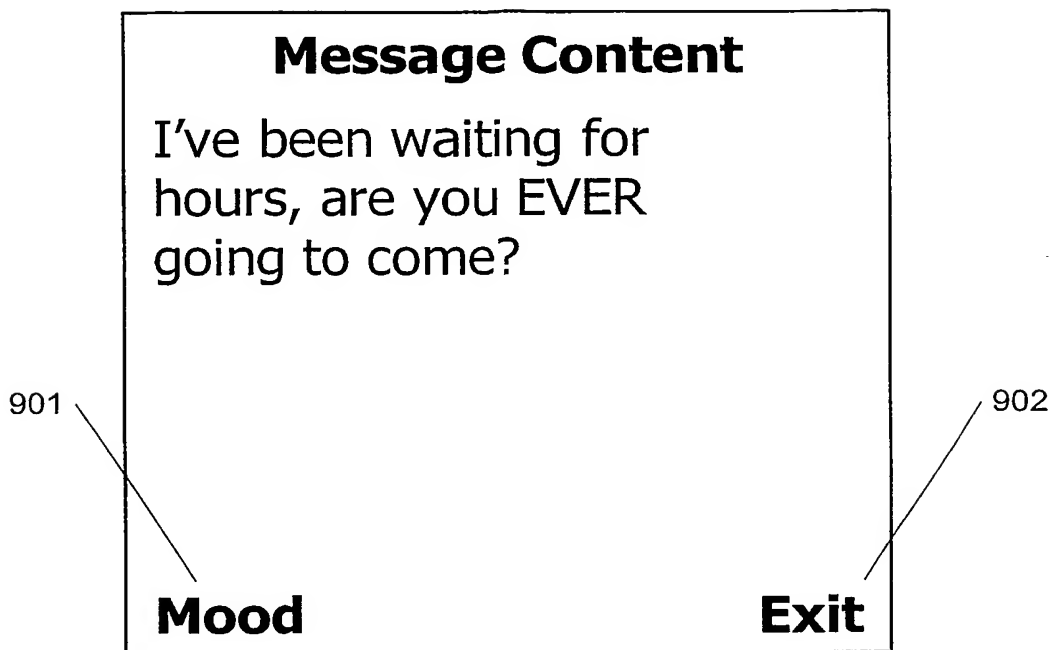 Message Content
I've been waiting for
hours, are you EVER
going to come?
901
902
Mood
Exit